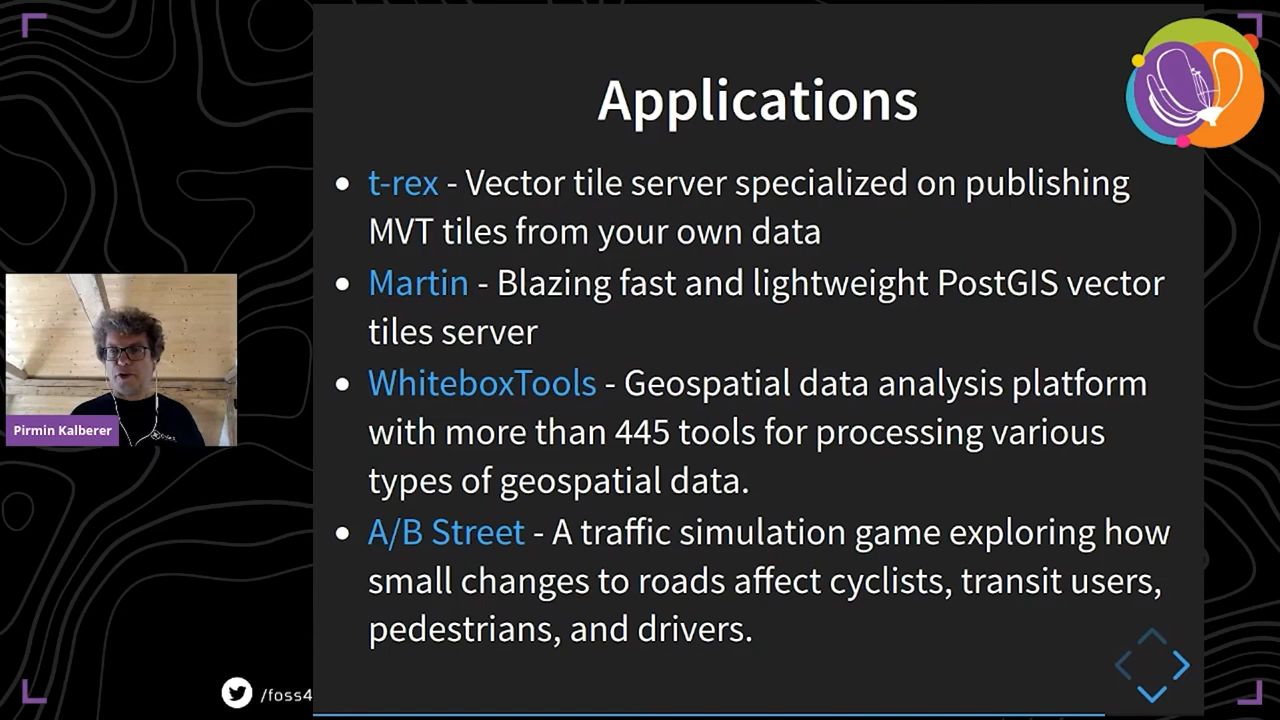 Applications
t-rex - Vector tile server specialized on publishing
MVT tiles from your own data
Martin - Blazing fast and lightweight PostGIS vector
tiles server
WhiteboxTools - Geospatial data analysis platform
with more than 445 tools for processing various
types of geospatial data.
A/B Street - A traffic simulation game exploring how
small changes to roads affect cyclists, transit users,
pedestrians, and drivers.
Pirmin Kalberer
/foss4